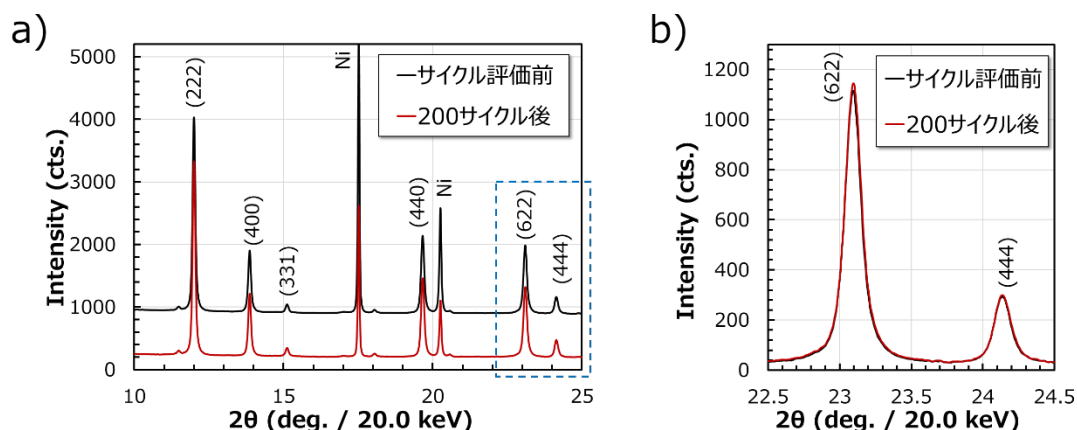 a)
Intensity (cts.)
5000
4000
3000
2000
1000
0
(222)
(400)
(331)
Ni
(440)
Ni
(622)
(444)
サイクル評価前
200サイクル後
10
15
20
25
2θ (deg. / 20.0 keV)
b)
Intensity (cts.)
1200
1000
800
600
400
200
0
(622)
(444)
サイクル評価前
200サイクル後
22.5
23
23.5
24
24.5
2θ (deg. / 20.0 keV)